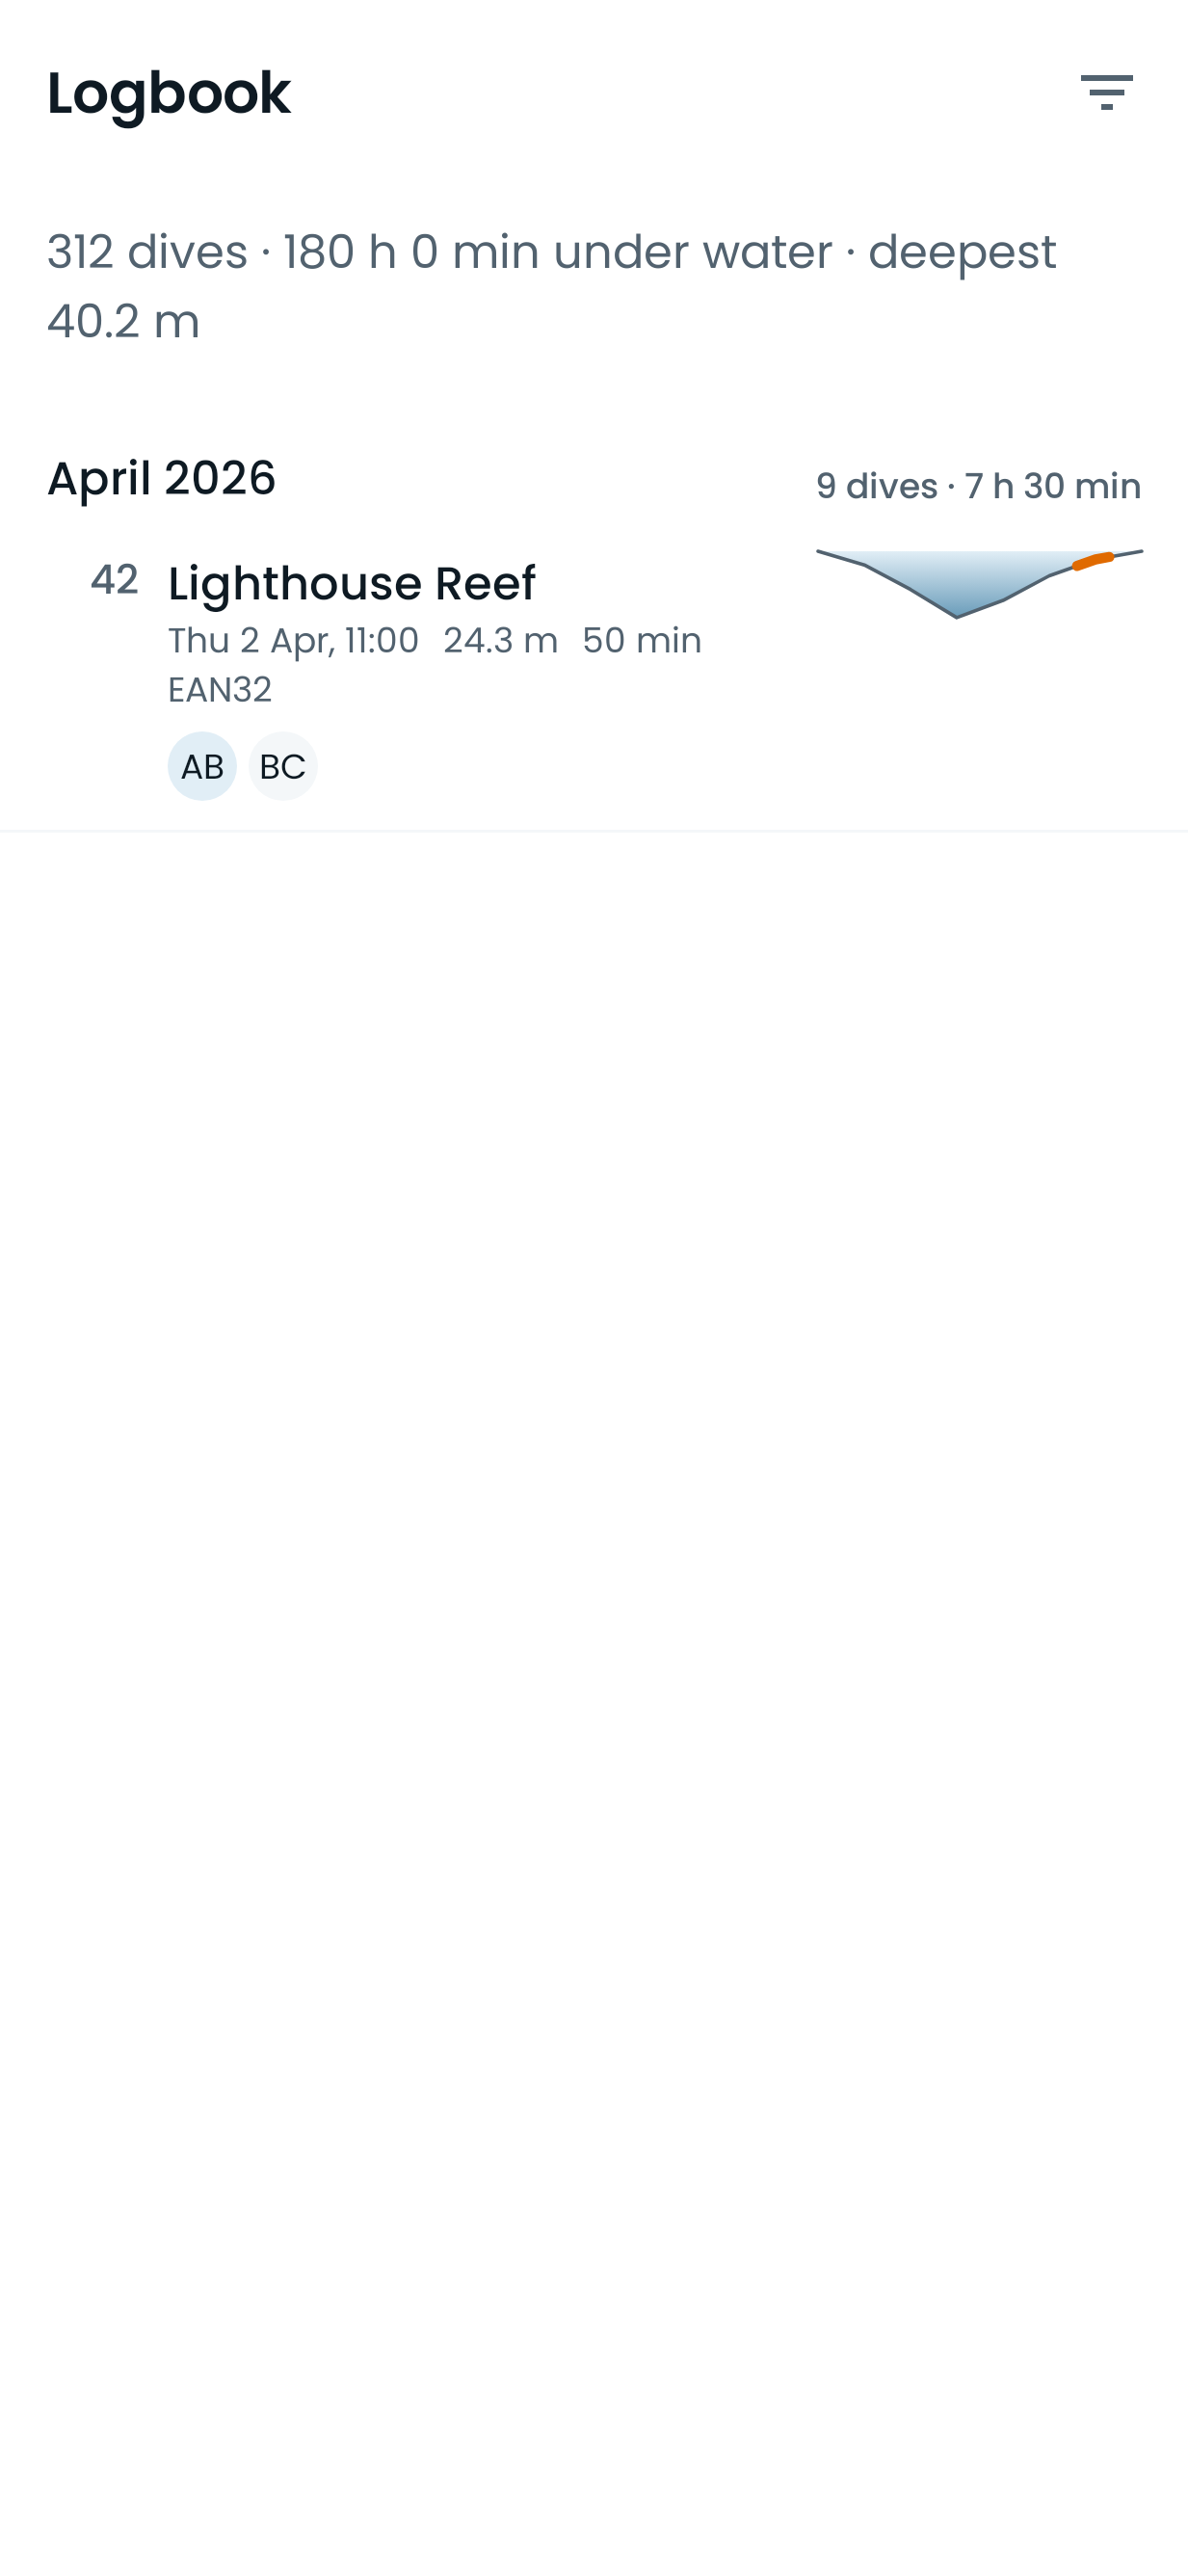 Logbook
312 dives · 180 h 0 min under water · deepest
40.2 m
April 2026
9 dives · 7 h 30 min
42
Lighthouse Reef
Thu 2 Apr, 11:00 24.3 m 50 min
EAN32
AB BC